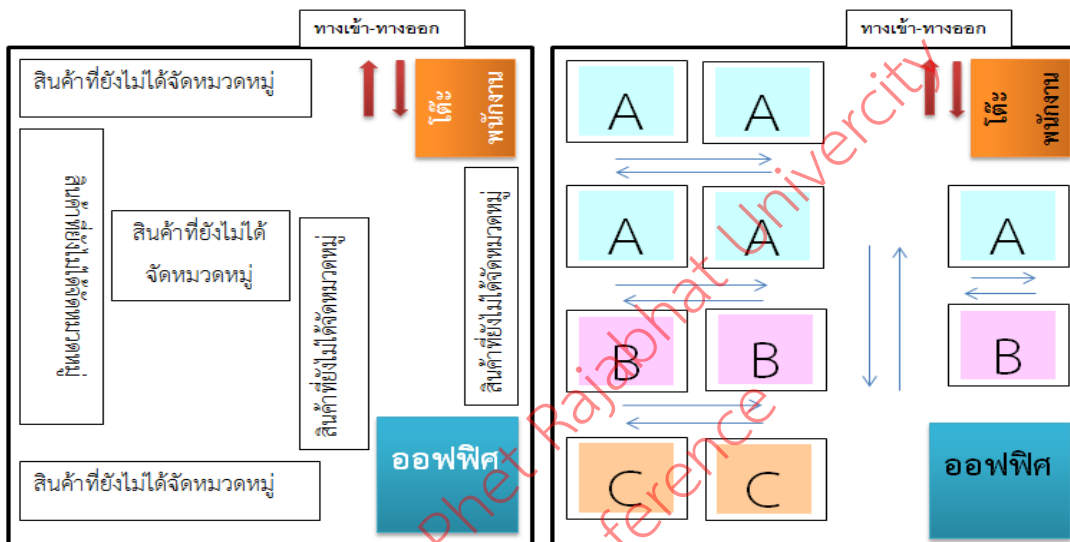 ทางเข้า-ทางออก
สินค้าที่ยังไม่ได้จัดหมวดหมู่
โต๊ะ
พนักงาน
สินค้าที่ยังไม่ได้จัดหมวดหมู่
สินค้าที่ยังไม่ได้
จัดหมวดหมู่
สินค้าที่ยังไม่ได้จัดหมวดหมู่
สินค้าที่ยังไม่ได้จัดหมวดหมู่
สินค้าที่ยังไม่ได้จัดหมวดหมู่
ออฟฟิศ
ทางเข้า-ทางออก
A A
โต๊ะ
พนักงาน
A A A
B B B
C C
ออฟฟิศ
Phet Rajabhat Univercity
ference